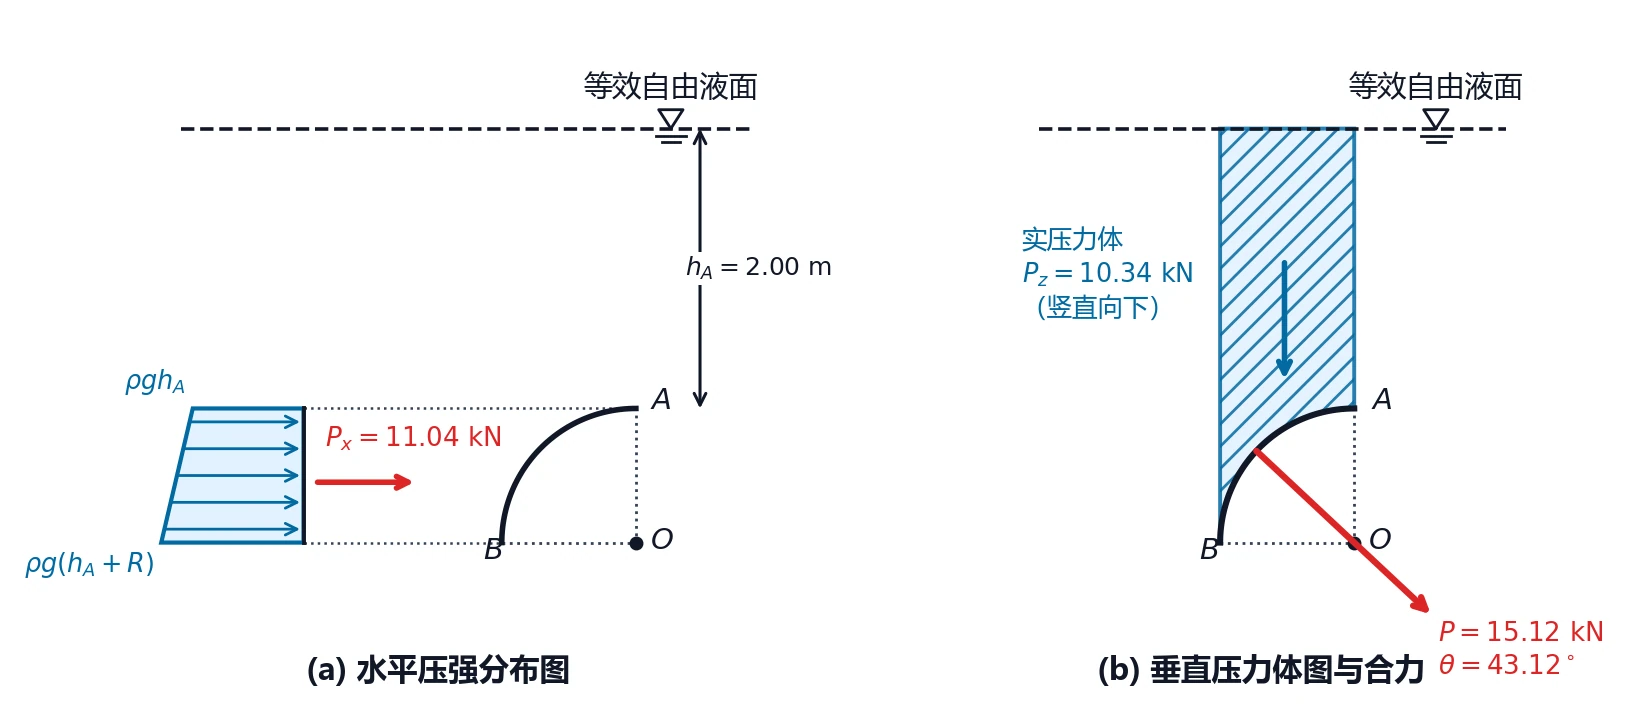 等效自由液面
h_A = 2.00 m
ρgh_A
P_x = 11.04 kN
A
B
O
ρg(h_A + R)
(a) 水平压强分布图
等效自由液面
实压力体
P_z = 10.34 kN
(竖直向下)
A
B
O
P = 15.12 kN
θ = 43.12°
(b) 垂直压力体图与合力